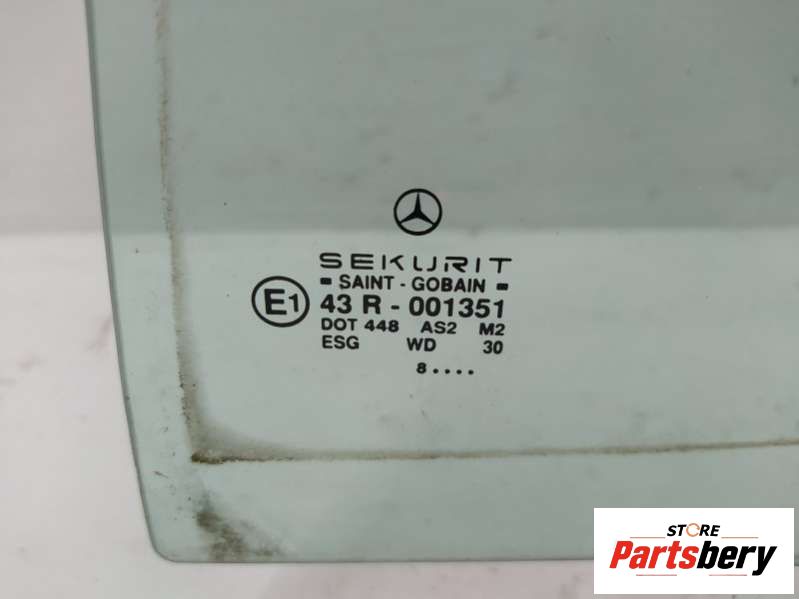 SEKURIT
SAINT - GOBAIN
E1 43 R - 001351
DOT 448 AS2 M2
ESG WD 30
8....
STORE
Partsbery